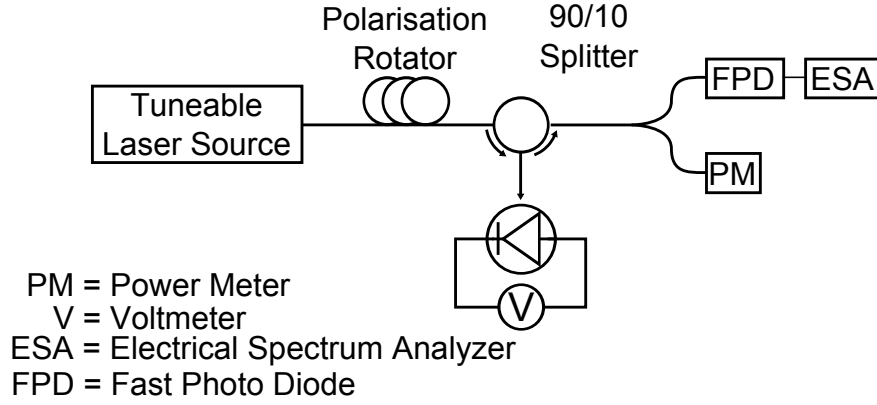 Polarisation
Rotator
90/10
Splitter
Tuneable
Laser Source
FPD
ESA
PM
V
PM = Power Meter
V = Voltmeter
ESA = Electrical Spectrum Analyzer
FPD = Fast Photo Diode